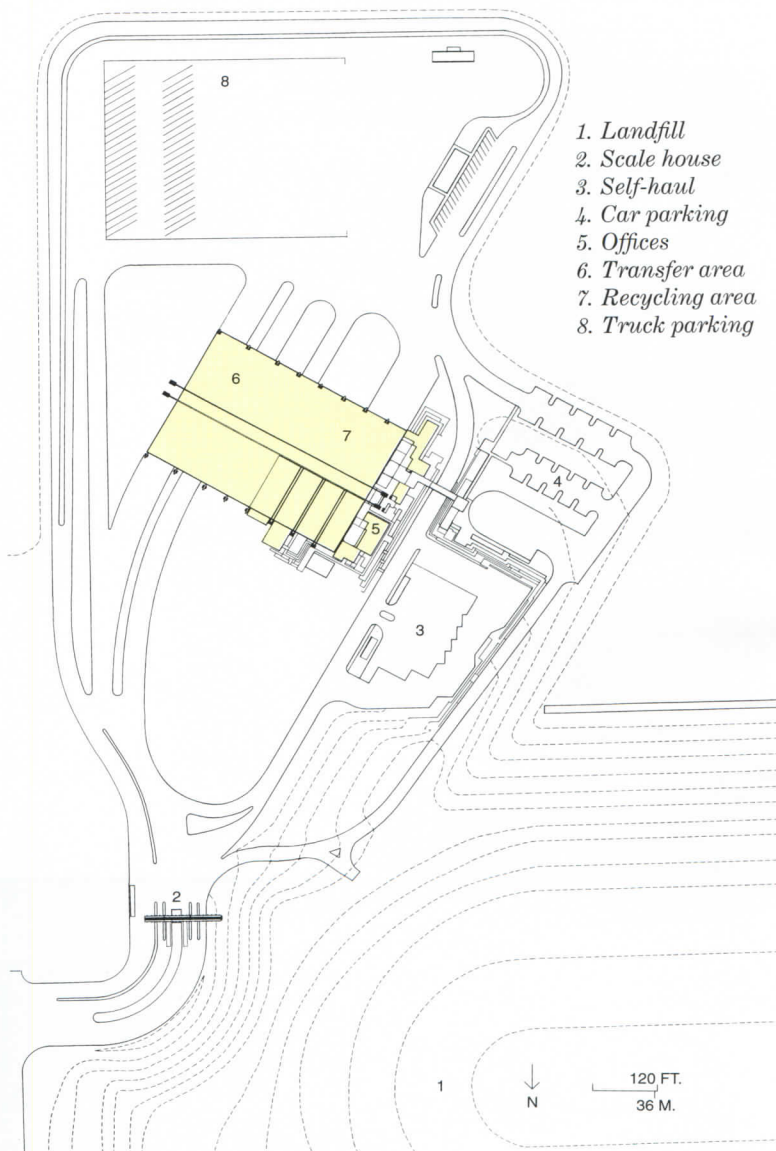 8
1. Landfill
2. Scale house
3. Self-haul
4. Car parking
5. Offices
6. Transfer area
7. Recycling area
8. Truck parking
6
7
4
5
3
2
1
N
120 FT.
36 M.